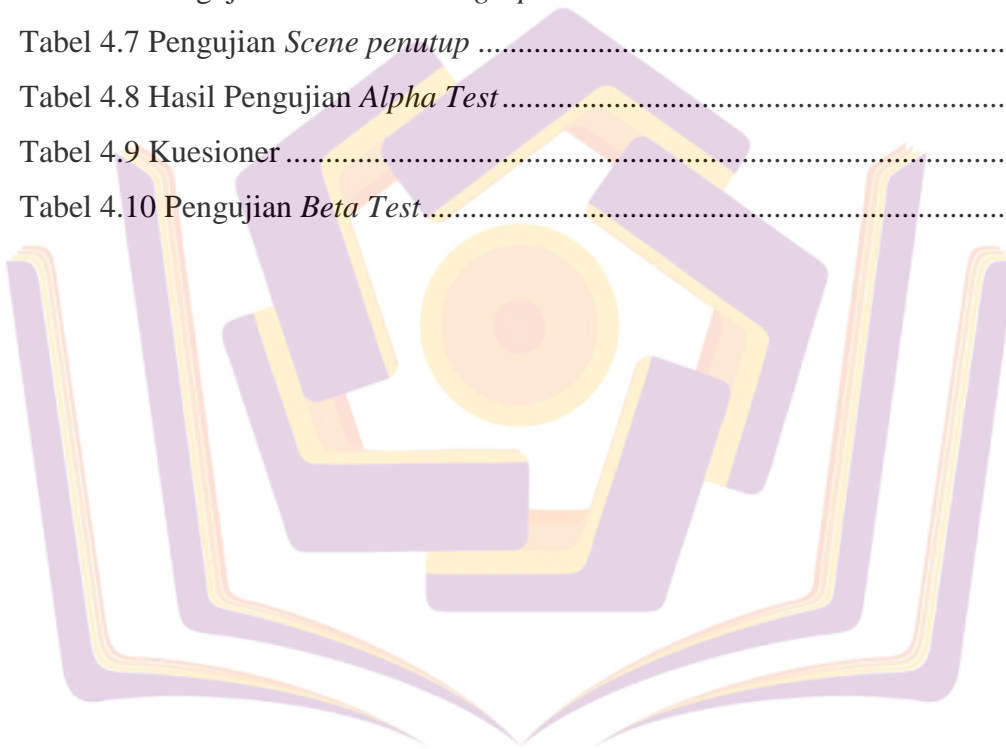 Tabel 4.7 Pengujian Scene penutup ........................................................................
Tabel 4.8 Hasil Pengujian Alpha Test .....................................................................
Tabel 4.9 Kuesioner ................................................................................................
Tabel 4.10 Pengujian Beta Test...............................................................................